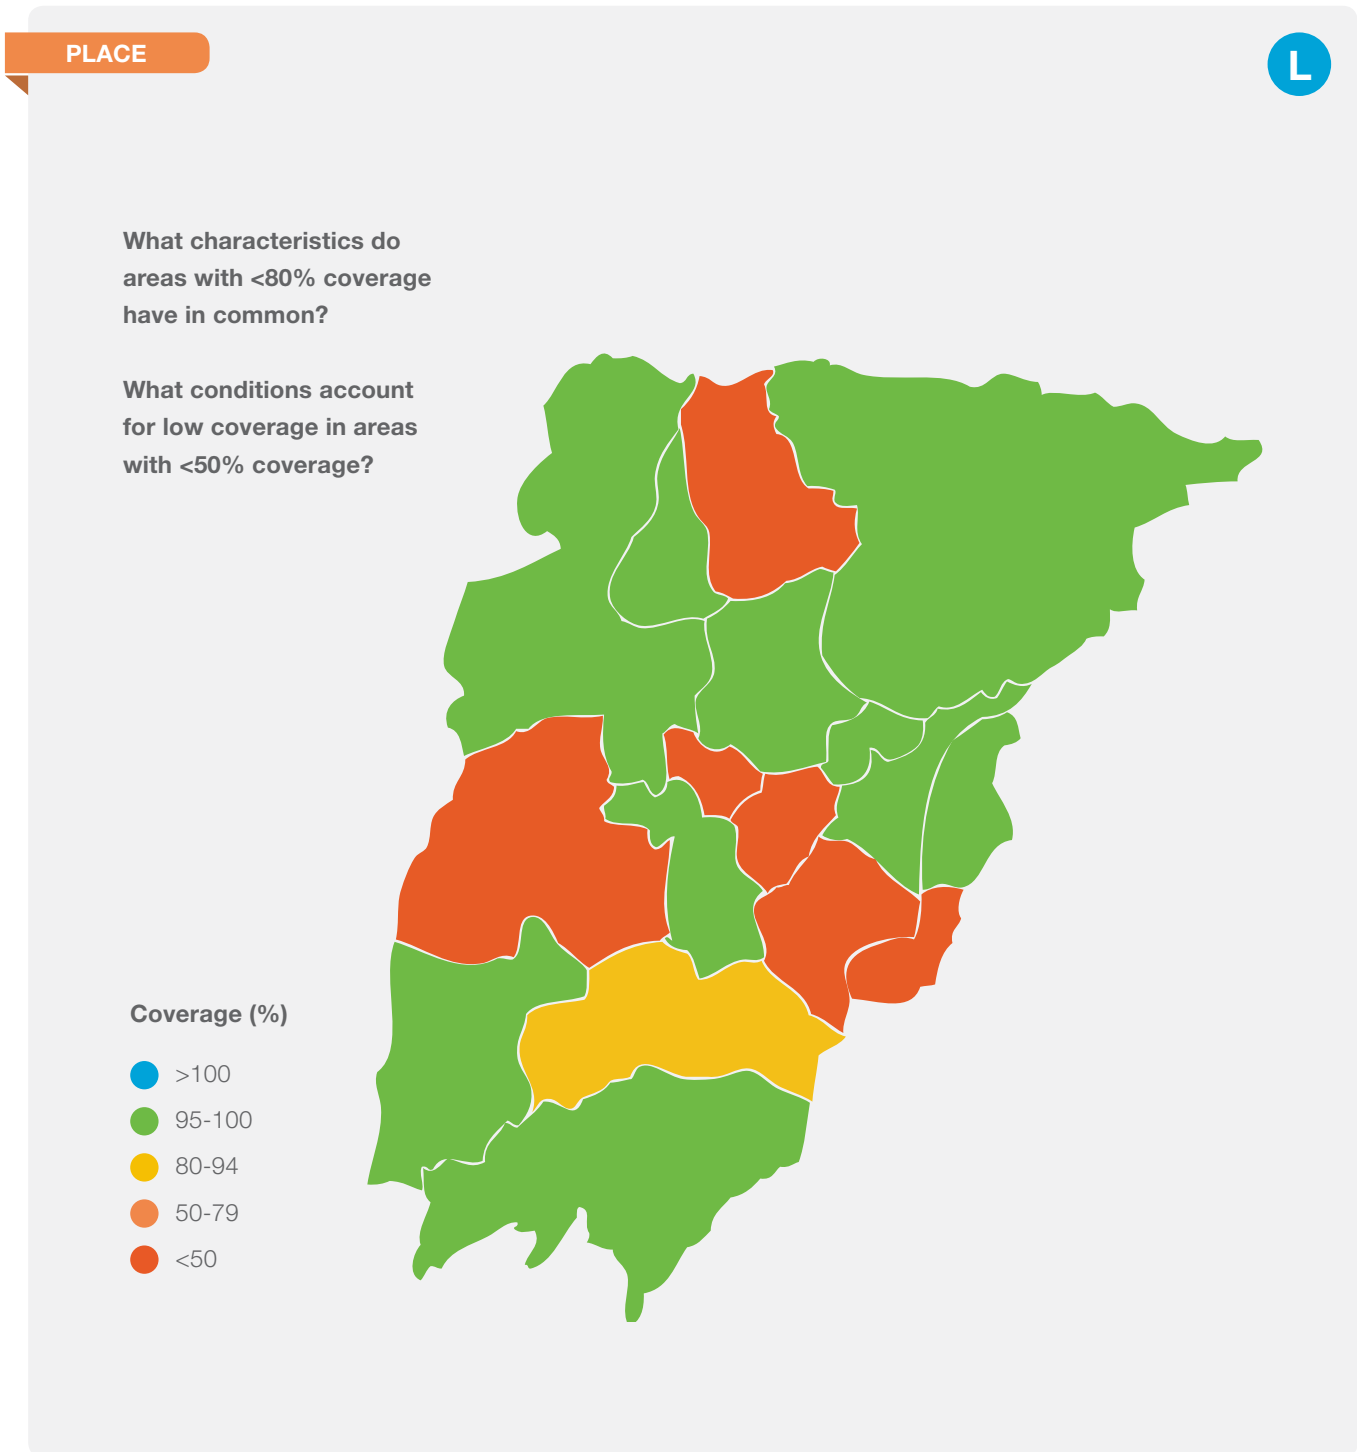 PLACE
L
What characteristics do
areas with <80% coverage
have in common?
What conditions account
for low coverage in areas
with <50% coverage?
Coverage (%)
>100
95-100
80-94
50-79
<50